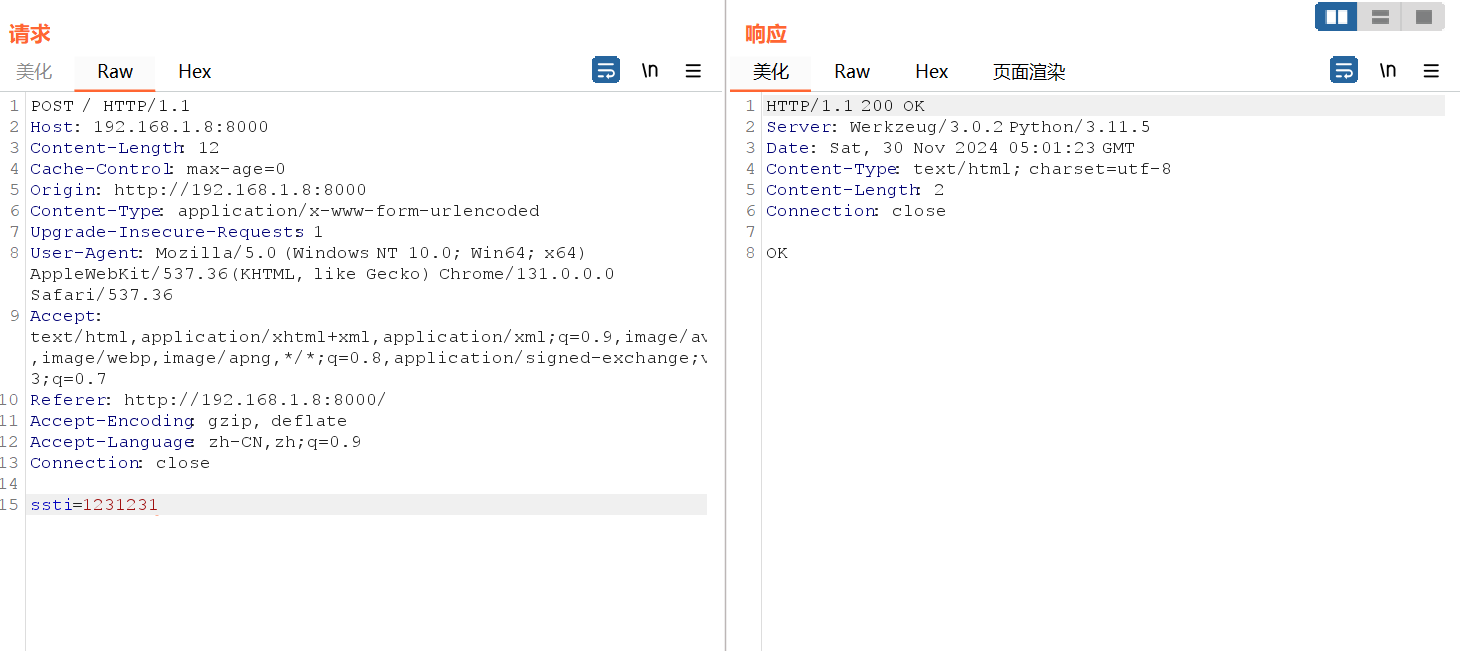 请求
美化 Raw Hex
\n
1 POST / HTTP/1.1
2 Host: 192.168.1.8:8000
3 Content-Length: 12
4 Cache-Control: max-age=0
5 Origin: http://192.168.1.8:8000
6 Content-Type: application/x-www-form-urlencoded
7 Upgrade-Insecure-Requests: 1
8 User-Agent: Mozilla/5.0 (Windows NT 10.0; Win64; x64)
AppleWebKit/537.36 (KHTML, like Gecko) Chrome/131.0.0.0
Safari/537.36
9 Accept:
text/html,application/xhtml+xml,application/xml;q=0.9,image/av
,image/webp,image/apng,*/*;q=0.8,application/signed-exchange;v
3;q=0.7
10 Referer: http://192.168.1.8:8000/
11 Accept-Encoding: gzip, deflate
12 Accept-Language: zh-CN,zh;q=0.9
13 Connection: close
14
15 ssti=1231231
响应
美化 Raw Hex 页面渲染
\n
1 HTTP/1.1 200 OK
2 Server: Werkzeug/3.0.2 Python/3.11.5
3 Date: Sat, 30 Nov 2024 05:01:23 GMT
4 Content-Type: text/html; charset=utf-8
5 Content-Length: 2
6 Connection: close
7
8 OK